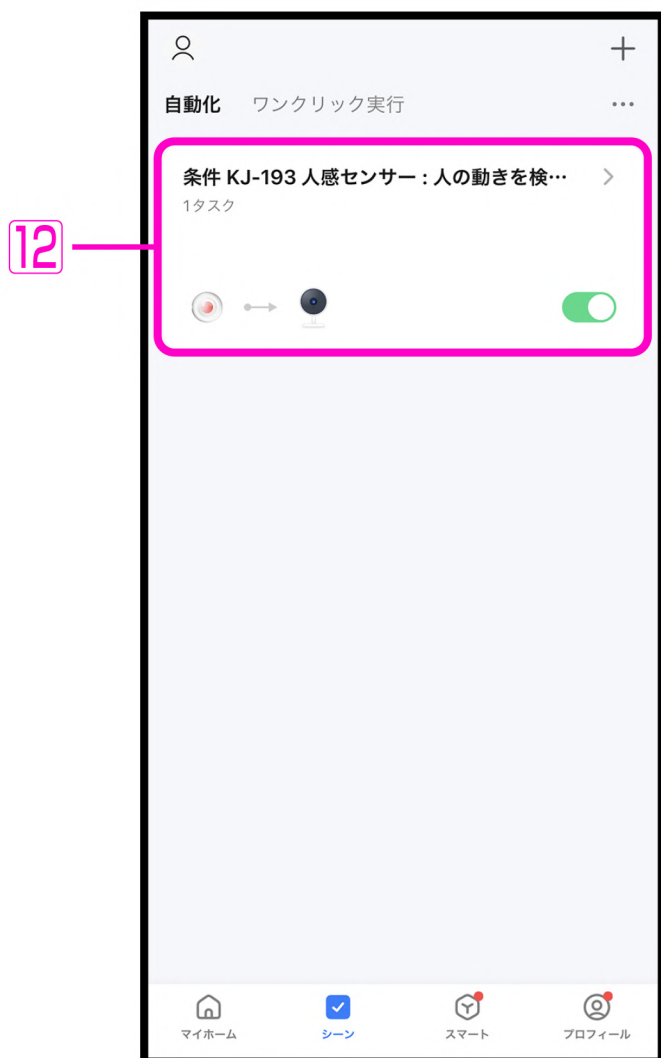 自動化 ワンクリック実行 ...
条件 KJ-193 人感センサー : 人の動きを検…
1タスク
12
マイホーム シーン スマート プロフィール